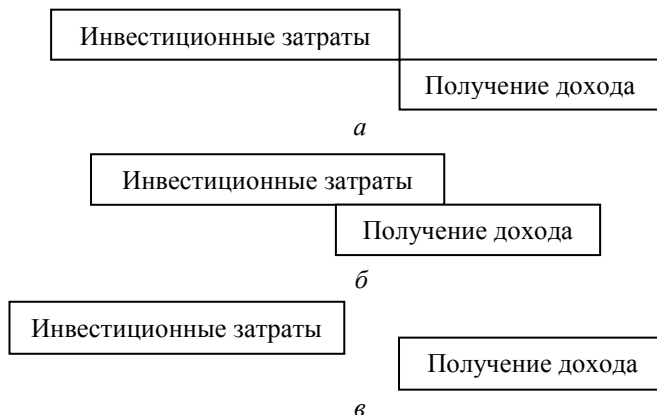 Инвестиционные затраты
Получение дохода
а
Инвестиционные затраты
Получение дохода
б
Инвестиционные затраты
Получение дохода
в